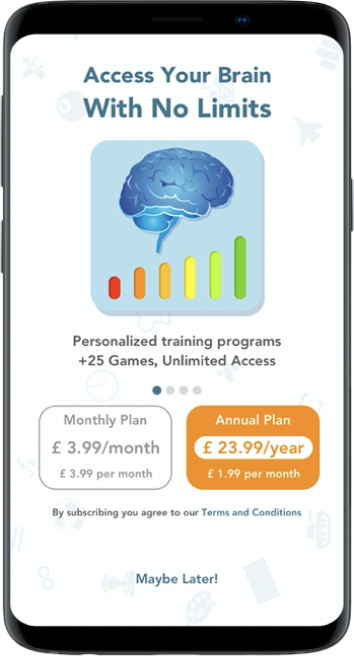 Access Your Brain
With No Limits
Personalized training programs
+25 Games, Unlimited Access
Monthly Plan
£ 3.99/month
£ 3.99 per month
Annual Plan
£ 23.99/year
£ 1.99 per month
By subscribing you agree to our Terms and Conditions
Maybe Later!